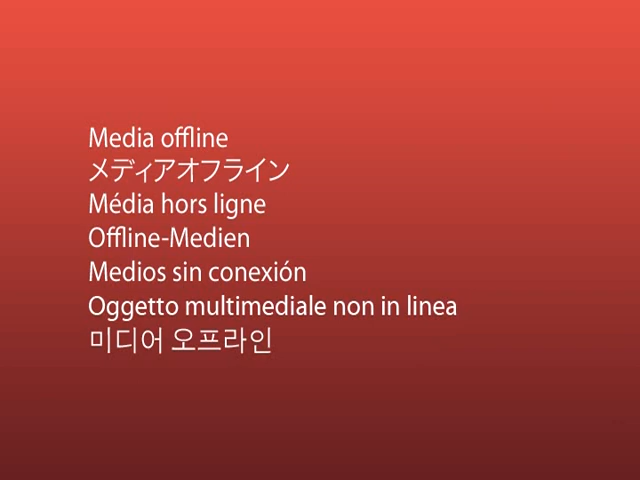 Media offline
メディアオフライン
Média hors ligne
Offline-Medien
Medios sin conexión
Oggetto multimediale non in linea
미디어 오프라인